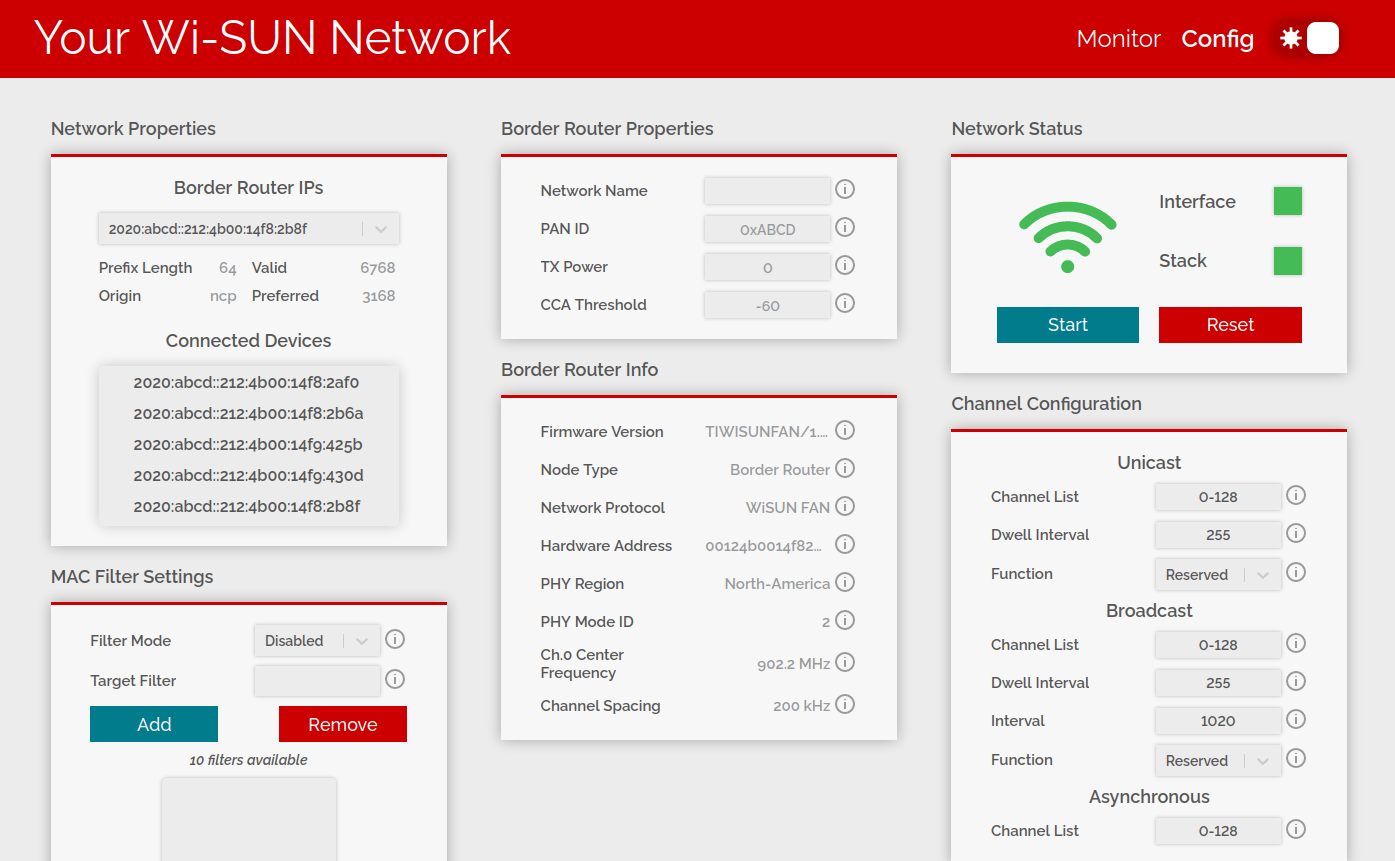 Your Wi-SUN Network
Monitor Config
Network Properties
Border Router IPs
2020:abcd::212:4b00:14f8:2b8f
Prefix Length 64 Valid 6768
Origin ncp Preferred 3168
Connected Devices
2020:abcd::212:4b00:14f8:2af0
2020:abcd::212:4b00:14f8:2b6a
2020:abcd::212:4b00:14f9:425b
2020:abcd::212:4b00:14f9:430d
2020:abcd::212:4b00:14f8:2b8f
MAC Filter Settings
Filter Mode Disabled
Target Filter
Add Remove
10 filters available
Border Router Properties
Network Name
PAN ID 0xABCD
TX Power 0
CCA Threshold -60
Border Router Info
Firmware Version TIWISUNFAN/1....
Node Type Border Router
Network Protocol WiSUN FAN
Hardware Address 00124b0014f82...
PHY Region North-America
PHY Mode ID 2
Ch.0 Center
Frequency 902.2 MHz
Channel Spacing 200 kHz
Network Status
Interface
Stack
Start Reset
Channel Configuration
Unicast
Channel List 0-128
Dwell Interval 255
Function Reserved
Broadcast
Channel List 0-128
Dwell Interval 255
Interval 1020
Function Reserved
Asynchronous
Channel List 0-128